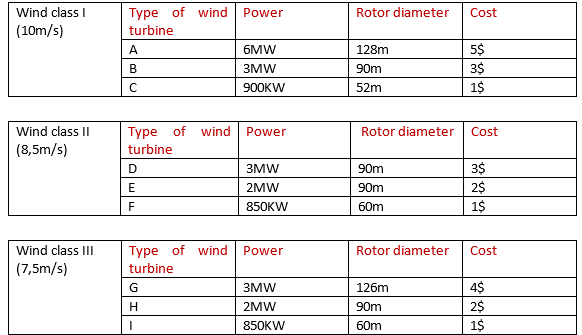 Wind class I Type of wind Power Rotor diameter Cost
(10m/s) turbine
A 6MW 128m 5$
B 3MW 90m 3$
C 900KW 52m 1$
Wind class II Type of wind Power Rotor diameter Cost
(8,5m/s) turbine
D 3MW 90m 3$
E 2MW 90m 2$
F 850KW 60m 1$
Wind class III Type of wind Power Rotor diameter Cost
(7,5m/s) turbine
G 3MW 126m 4$
H 2MW 90m 2$
I 850KW 60m 1$